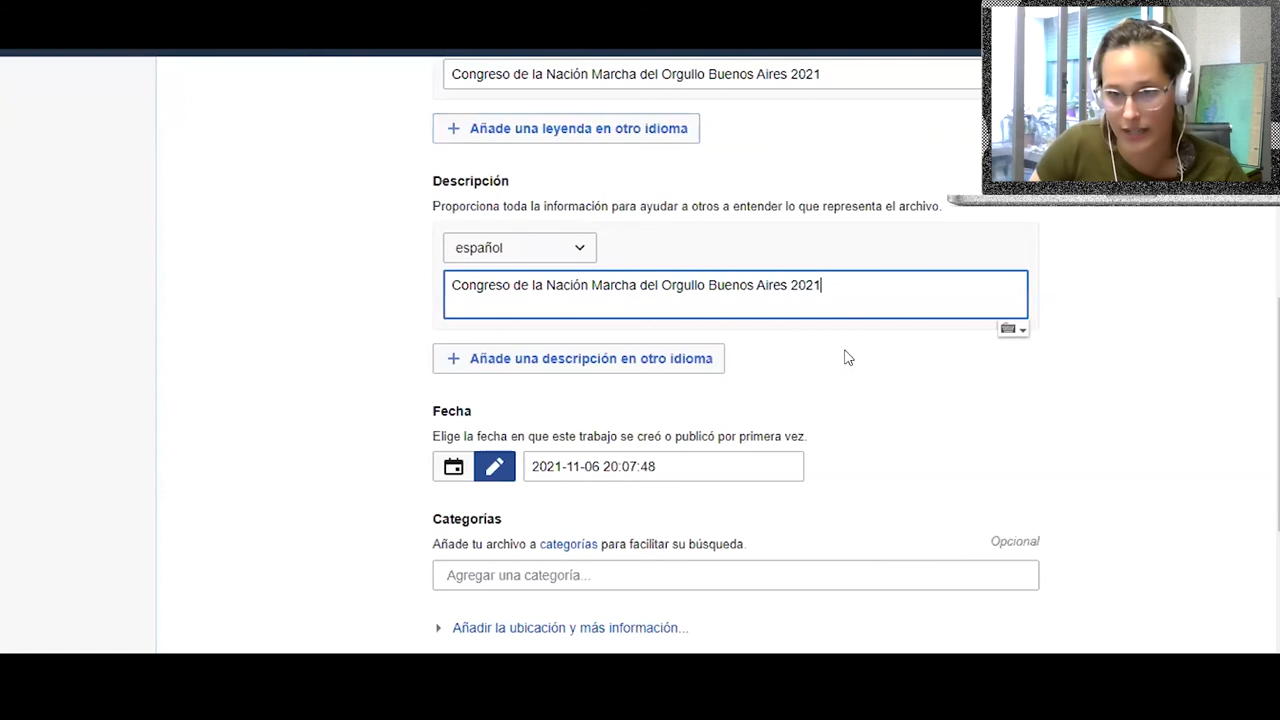 Congreso de la Nación Marcha del Orgullo Buenos Aires 2021
+ Añade una leyenda en otro idioma
Descripción
Proporciona toda la información para ayudar a otros a entender lo que representa el archivo.
español
Congreso de la Nación Marcha del Orgullo Buenos Aires 2021
+ Añade una descripción en otro idioma
Fecha
Elige la fecha en que este trabajo se creó o publicó por primera vez.
2021-11-06 20:07:48
Categorías
Añade tu archivo a categorías para facilitar su búsqueda.
Opcional
Agregar una categoría...
Añadir la ubicación y más información...